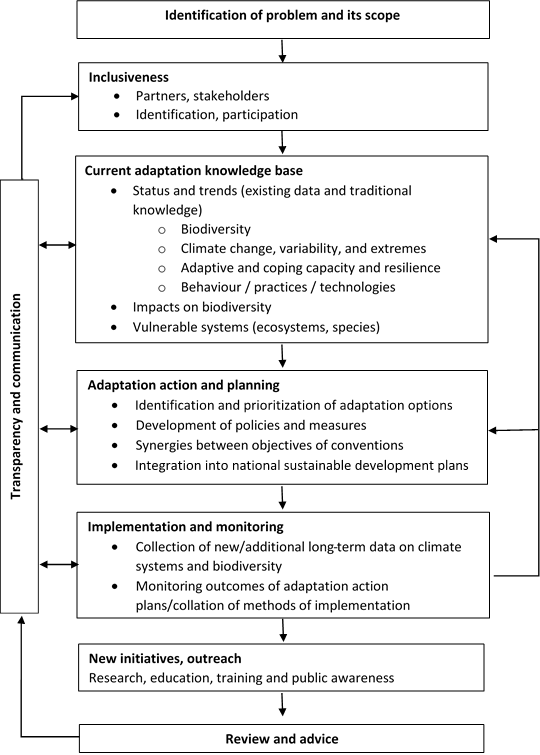 Identification of problem and its scope
Inclusiveness
• Partners, stakeholders
• Identification, participation
Current adaptation knowledge base
• Status and trends (existing data and traditional
knowledge)
o Biodiversity
o Climate change, variability, and extremes
o Adaptive and coping capacity and resilience
o Behaviour / practices / technologies
• Impacts on biodiversity
• Vulnerable systems (ecosystems, species)
Transparency and communication
Adaptation action and planning
• Identification and prioritization of adaptation options
• Development of policies and measures
• Synergies between objectives of conventions
• Integration into national sustainable development plans
Implementation and monitoring
• Collection of new/additional long-term data on climate
systems and biodiversity
• Monitoring outcomes of adaptation action
plans/collation of methods of implementation
New initiatives, outreach
Research, education, training and public awareness
Review and advice